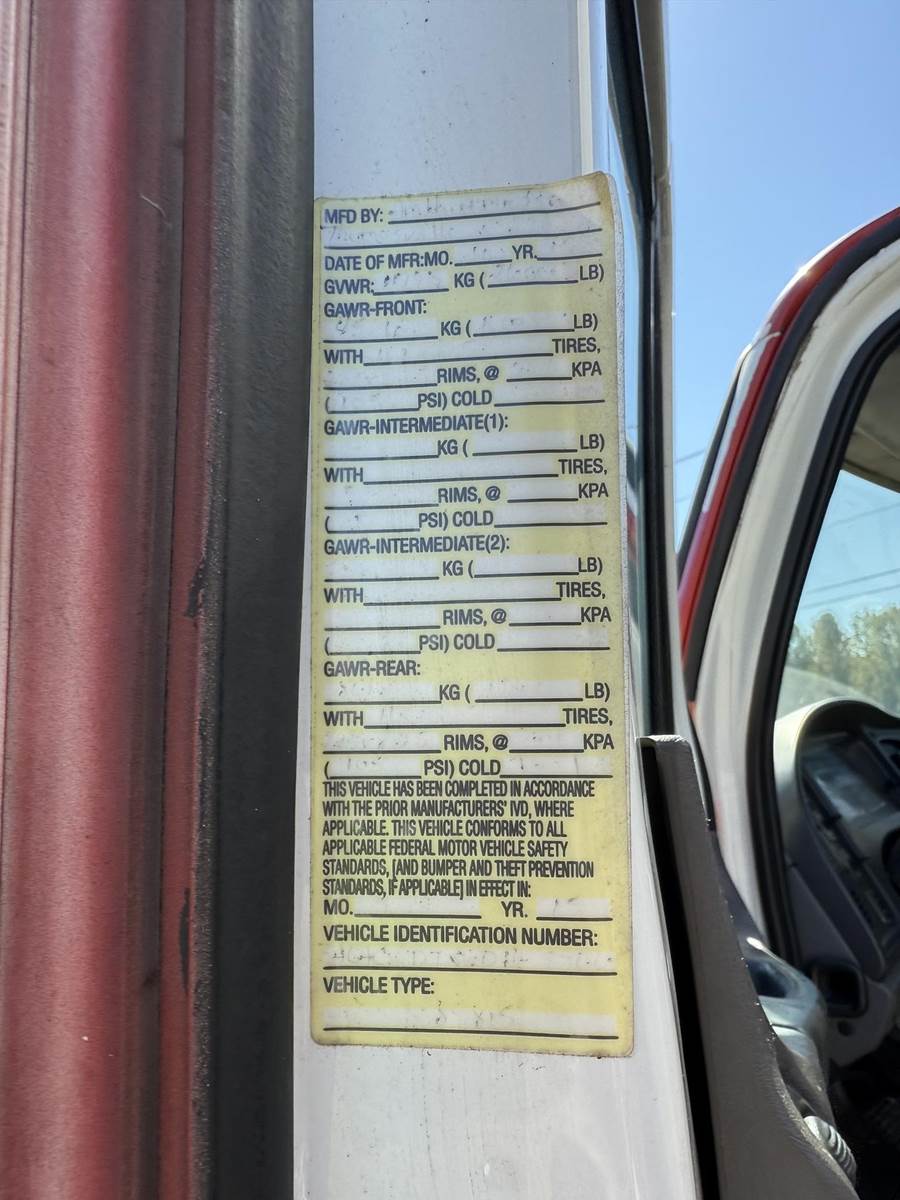 MFD BY:
DATE OF MFR:MO. YR.
GVWR: KG ( LB)
GAWR-FRONT:
KG ( LB)
WITH TIRES,
RIMS, @ KPA
( PSI) COLD
GAWR-INTERMEDIATE(1):
KG ( LB)
WITH TIRES,
RIMS, @ KPA
( PSI) COLD
GAWR-INTERMEDIATE(2):
KG ( LB)
WITH TIRES,
RIMS, @ KPA
( PSI) COLD
GAWR-REAR:
KG ( LB)
WITH TIRES,
RIMS, @ KPA
( PSI) COLD
THIS VEHICLE HAS BEEN COMPLETED IN ACCORDANCE
WITH THE PRIOR MANUFACTURERS' IVD, WHERE
APPLICABLE. THIS VEHICLE CONFORMS TO ALL
APPLICABLE FEDERAL MOTOR VEHICLE SAFETY
STANDARDS, [AND BUMPER AND THEFT PREVENTION
STANDARDS, IF APPLICABLE] IN EFFECT IN:
MO. YR.
VEHICLE IDENTIFICATION NUMBER:
VEHICLE TYPE: